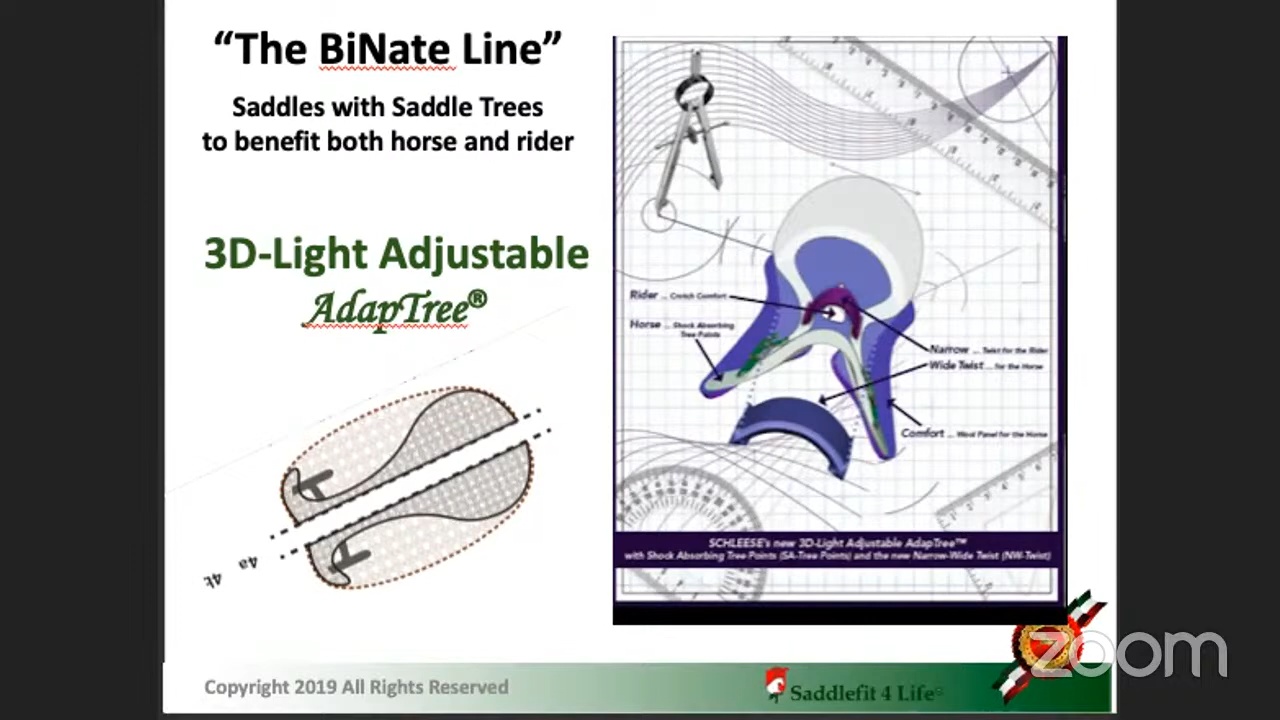 “The BiNate Line”
Saddles with Saddle Trees
to benefit both horse and rider
3D-Light Adjustable
AdapTree®
4t 4a
Rider ... Crotch Comfort
Horse ... Shock Absorbing
Tree Points
Narrow ... Twist for the Rider
Wide Twist ... for the Horse
Comfort ... Wool Panel for the Horse
SCHLEESE's new 3D-Light Adjustable AdapTree™
with Shock Absorbing Tree Points (SA-Tree Points) and the new Narrow-Wide Twist (NW-Twist)
Copyright 2019 All Rights Reserved
Saddlefit 4 Life®
zoom